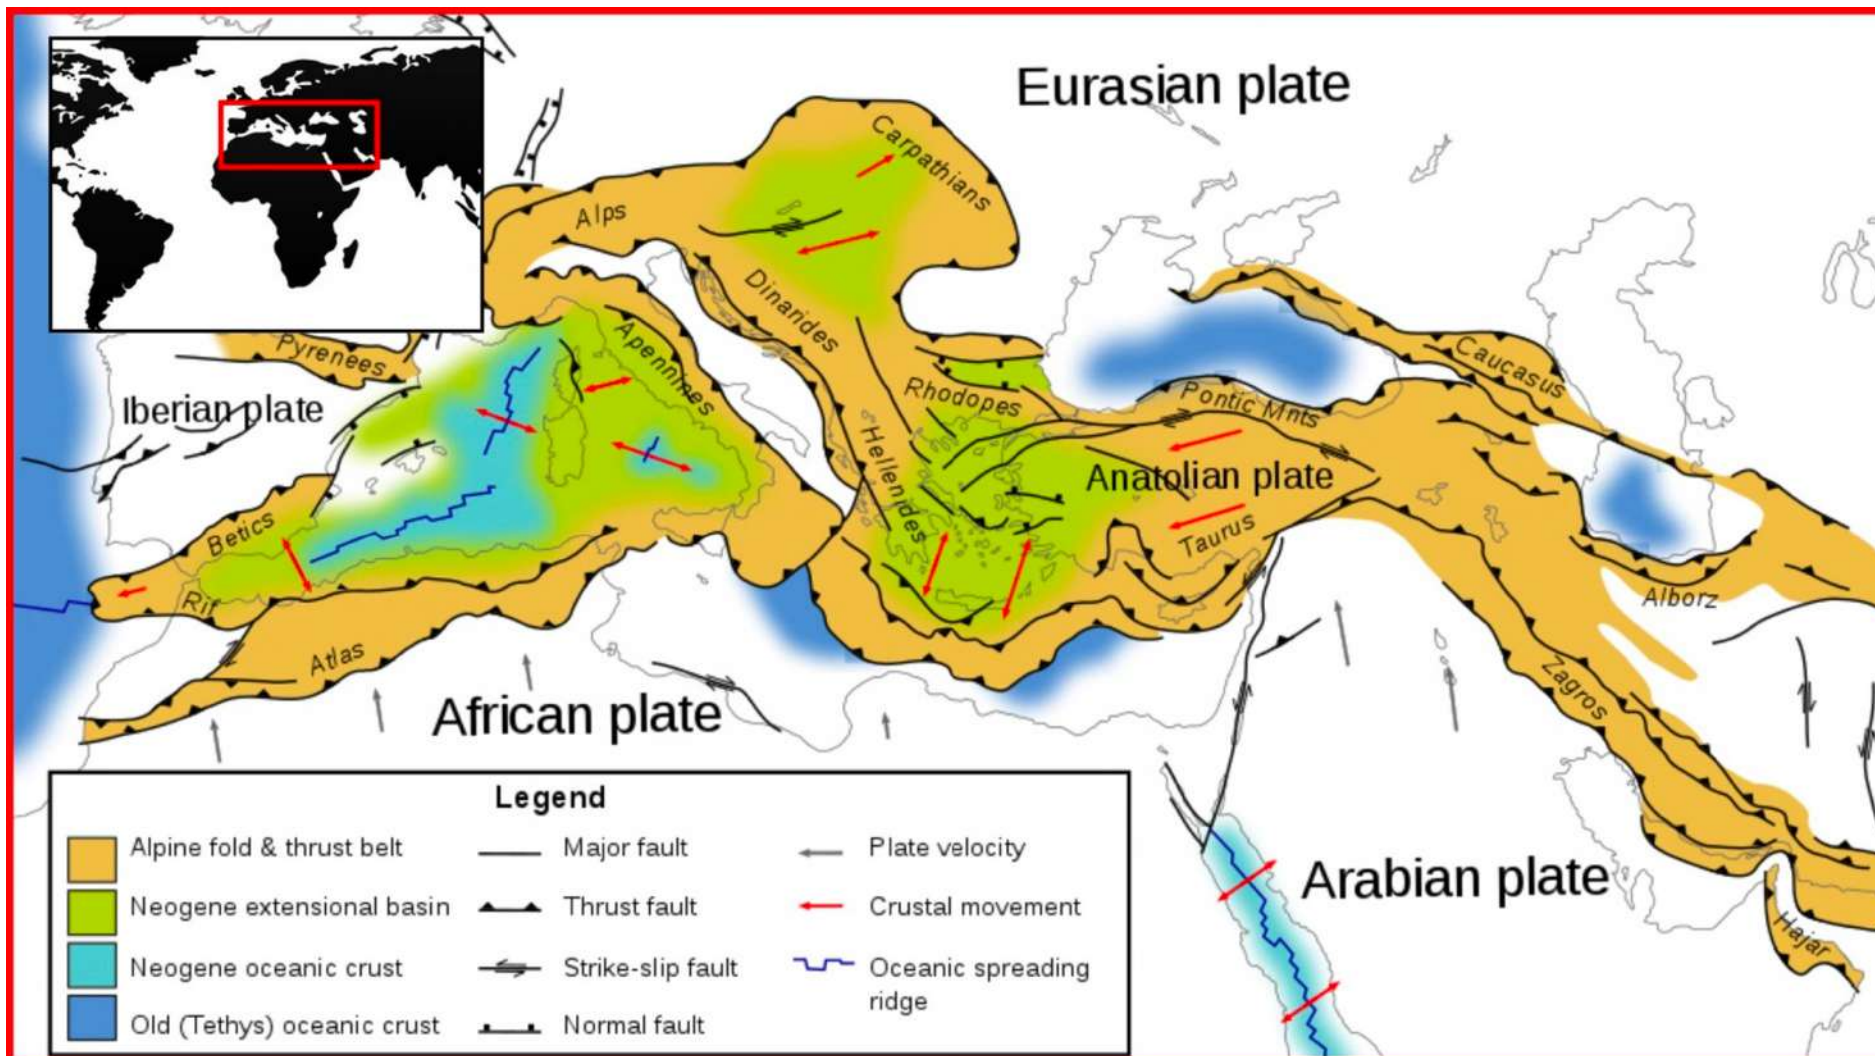 Eurasian plate
Carpathians
Alps
Dinarides
Pyrenees
Apennines
Caucasus
Iberian plate
Rhodopes
Pontic Mnts
Hellenides
Anatolian plate
Betics
Taurus
Rif
Alborz
Atlas
Zagros
African plate
Arabian plate
Hajar
Legend
Alpine fold & thrust belt
Major fault
Plate velocity
Neogene extensional basin
Thrust fault
Crustal movement
Neogene oceanic crust
Strike-slip fault
Oceanic spreading
ridge
Old (Tethys) oceanic crust
Normal fault